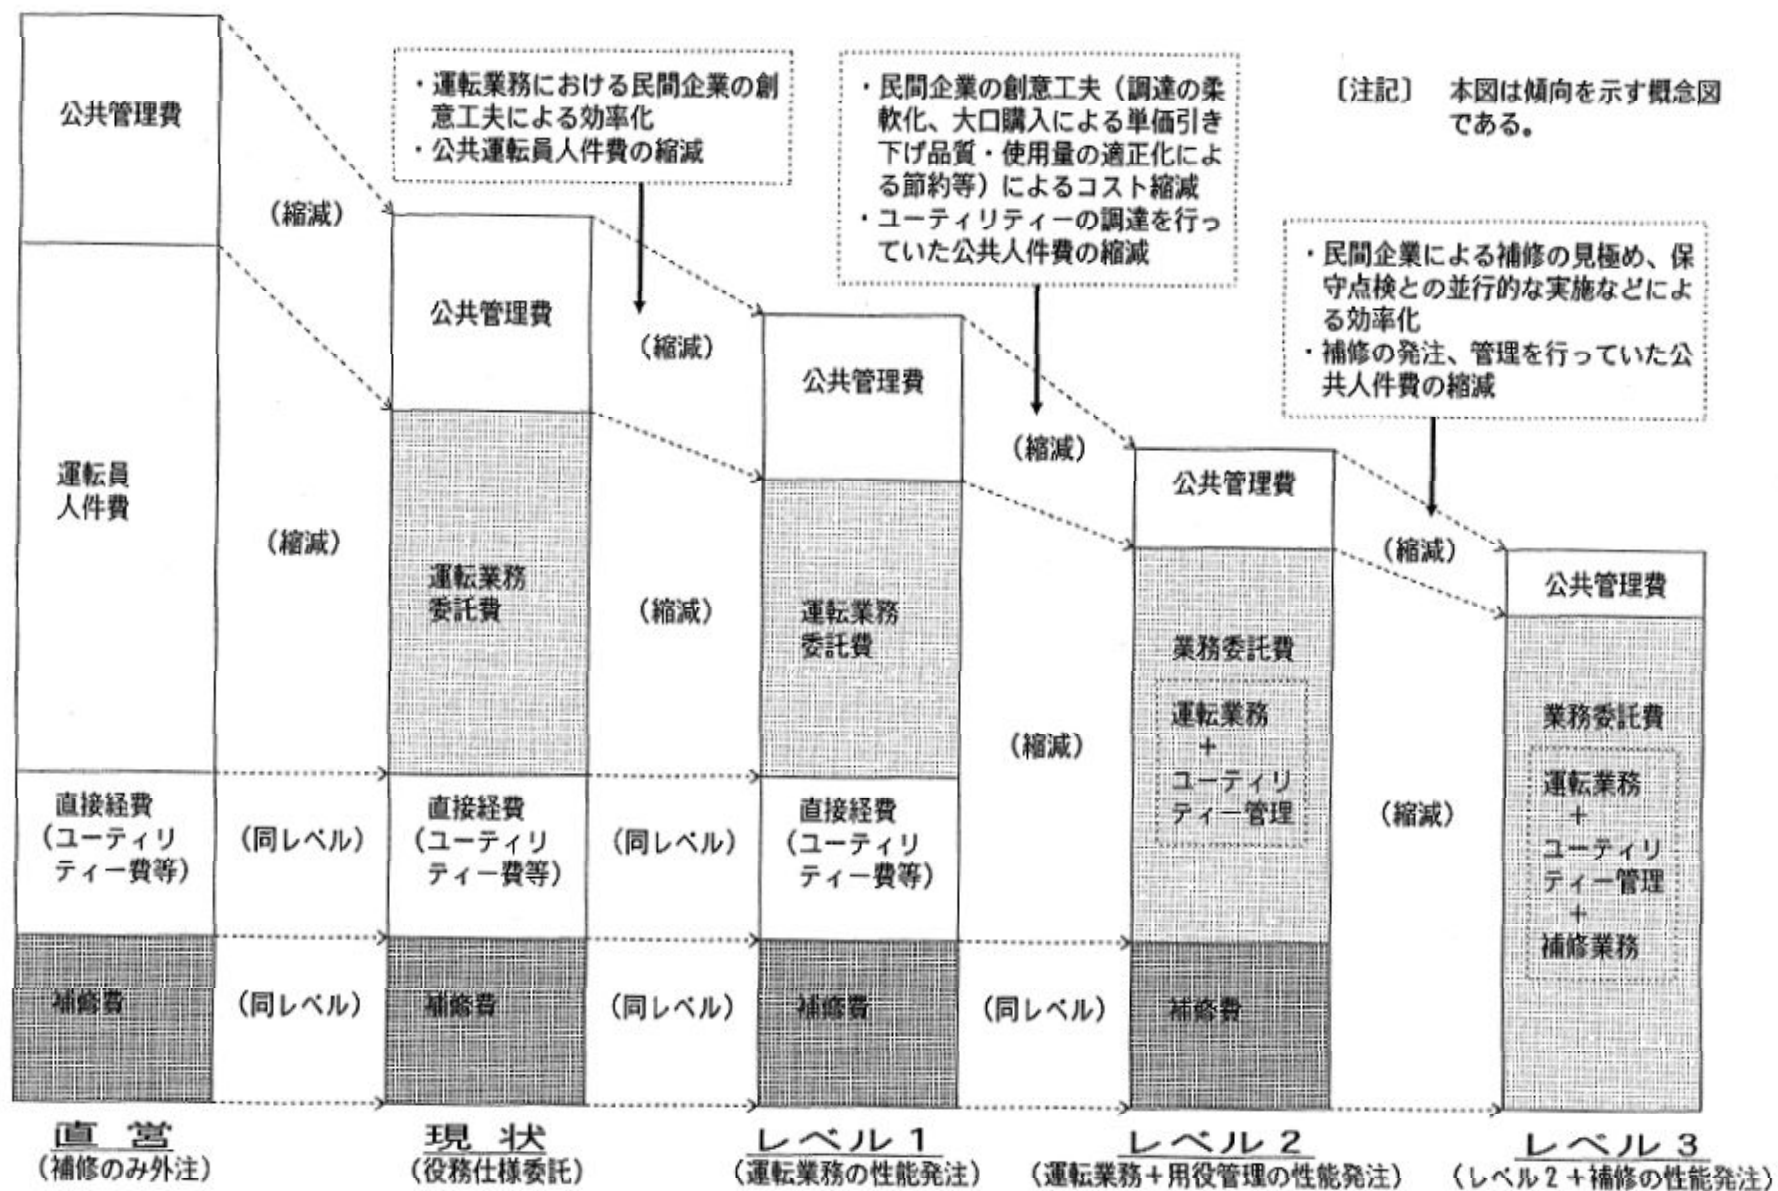 公共管理費
運転員
人件費
直接経費
(ユーティリ
ティー費等)
補修費
直営
(補修のみ外注)
(縮減)
(縮減)
(同レベル)
(同レベル)
・運転業務における民間企業の創
意工夫による効率化
・公共運転員人件費の縮減
公共管理費
運転業務
委託費
直接経費
(ユーティリ
ティー費等)
補修費
現状
(役務仕様委託)
(縮減)
(縮減)
(同レベル)
(同レベル)
・民間企業の創意工夫(調達の柔
軟化、大口購入による単価引き
下げ品質・使用量の適正化によ
る節約等)によるコスト縮減
・ユーティリティーの調達を行っ
ていた公共人件費の縮減
公共管理費
運転業務
委託費
直接経費
(ユーティリ
ティー費等)
補修費
レベル1
(運転業務の性能発注)
(縮減)
(縮減)
(同レベル)
〔注記〕 本図は傾向を示す概念図
である。
・民間企業による補修の見極め、保
守点検との並行的な実施などによ
る効率化
・補修の発注、管理を行っていた公
共人件費の縮減
公共管理費
業務委託費
運転業務
+
ユーティリ
ティー管理
補修費
レベル2
(運転業務+用役管理の性能発注)
(縮減)
(縮減)
公共管理費
業務委託費
運転業務
+
ユーティリ
ティー管理
+
補修業務
レベル3
(レベル2+補修の性能発注)